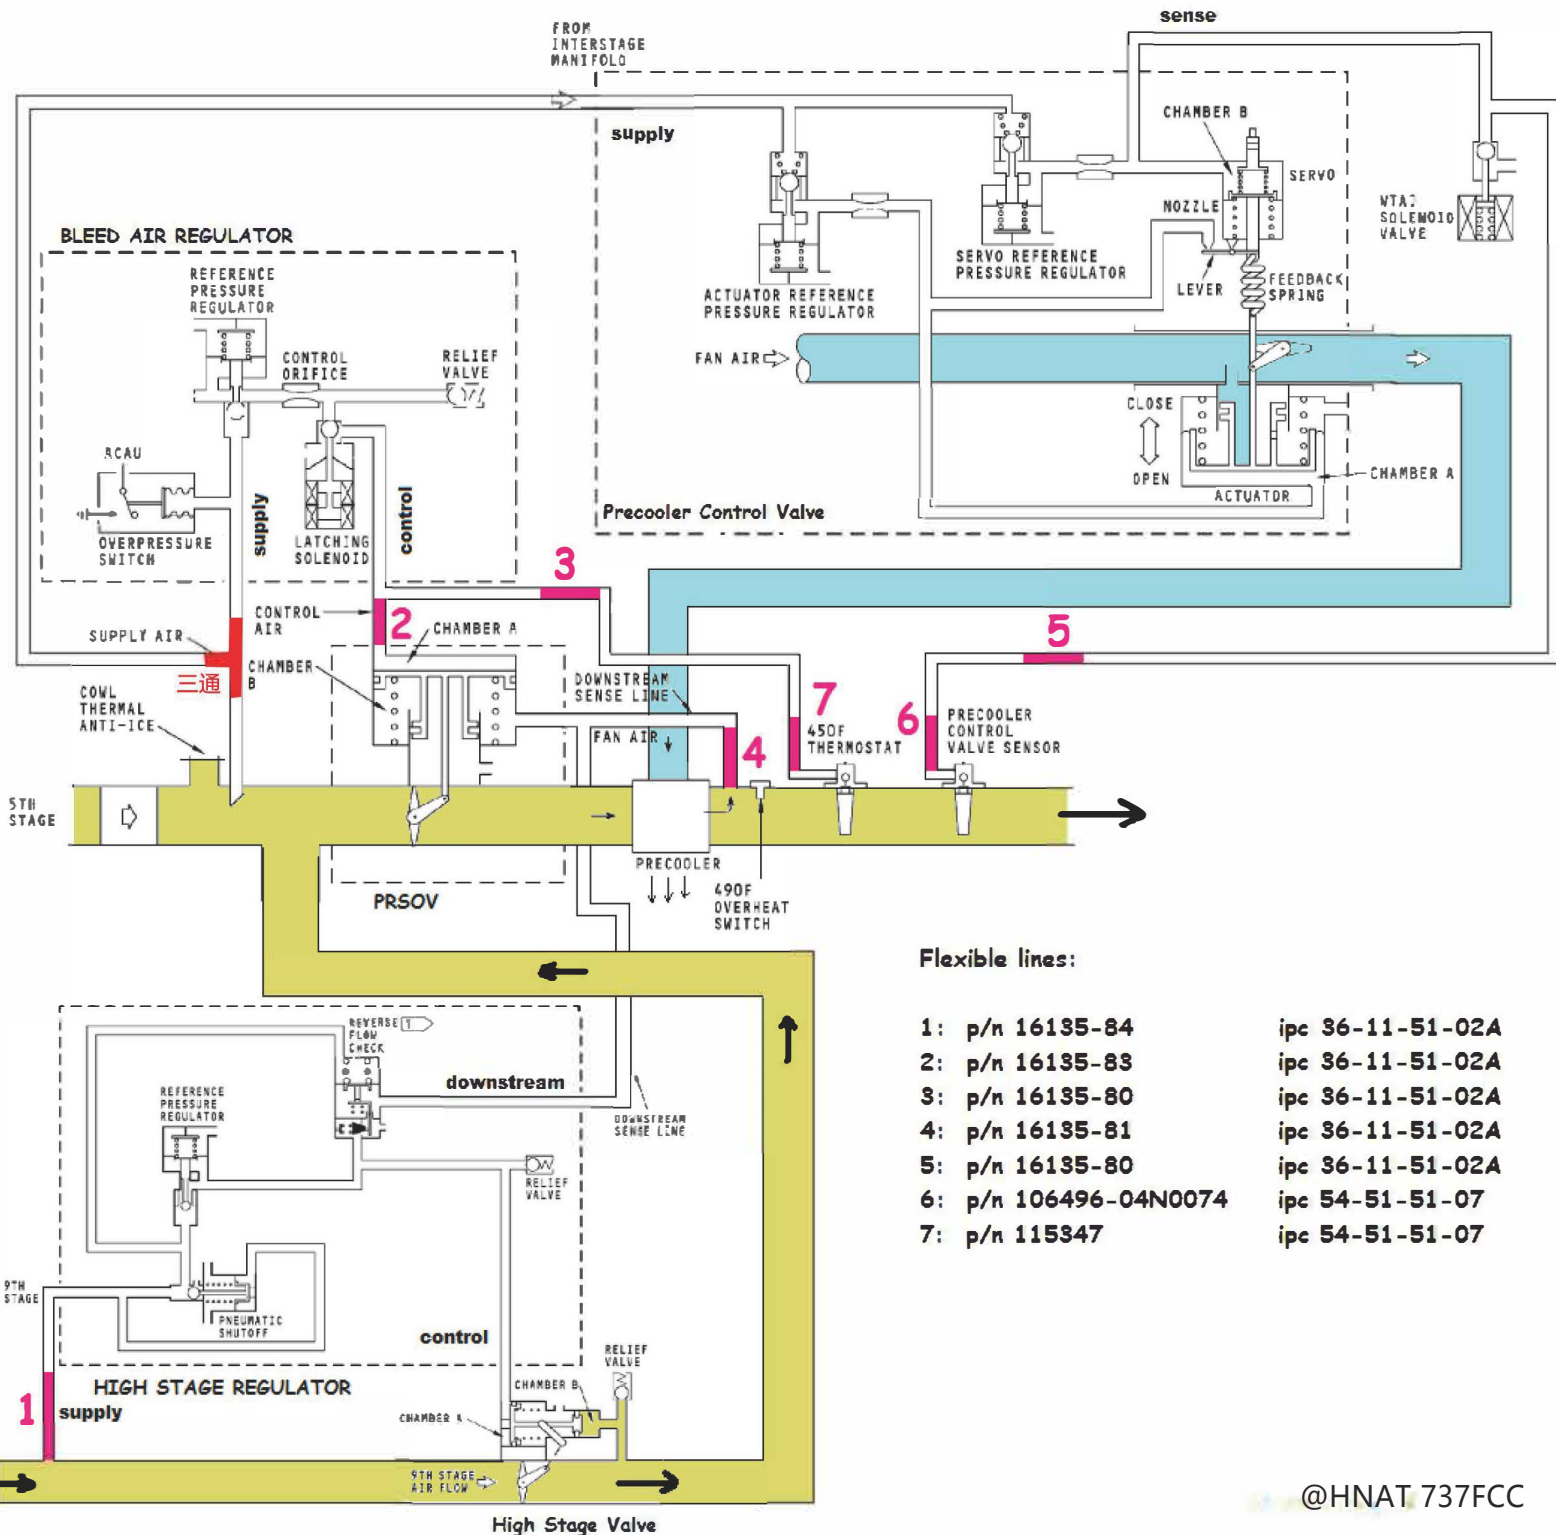 sense
FROM
INTERSTAGE
MANIFOLD
supply
CHAMBER B
SERVO
NOZZLE
WTAI
SOLENOID
VALVE
SERVO REFERENCE
PRESSURE REGULATOR
LEVER
FEEDBACK
SPRING
ACTUATOR REFERENCE
PRESSURE REGULATOR
FAN AIR
CLOSE
OPEN
CHAMBER A
ACTUATOR
Precooler Control Valve
BLEED AIR REGULATOR
REFERENCE
PRESSURE
REGULATOR
CONTROL
ORIFICE
RELIEF
VALVE
ACAU
OVERPRESSURE
SWITCH
supply
LATCHING
SOLENOID
control
3
CONTROL
AIR
2
CHAMBER A
SUPPLY AIR
三通
CHAMBER
B
COWL
THERMAL
ANTI-ICE
DOWNSTREAM
SENSE LINE
FAN AIR
4
7
450F
THERMOSTAT
5
6
PRECOOLER
CONTROL
VALVE SENSOR
5TH
STAGE
PRECOOLER
490F
OVERHEAT
SWITCH
PRSOV
Flexible lines:
1: p/n 16135-84 ipc 36-11-51-02A
2: p/n 16135-83 ipc 36-11-51-02A
3: p/n 16135-80 ipc 36-11-51-02A
4: p/n 16135-81 ipc 36-11-51-02A
5: p/n 16135-80 ipc 36-11-51-02A
6: p/n 106496-04N0074 ipc 54-51-51-07
7: p/n 115347 ipc 54-51-51-07
REVERSE 1
FLOW
CHECK
downstream
REFERENCE
PRESSURE
REGULATOR
DOWNSTREAM
SENSE LINE
RELIEF
VALVE
9TH
STAGE
PNEUMATIC
SHUTOFF
control
HIGH STAGE REGULATOR
1
supply
RELIEF
VALVE
CHAMBER B
CHAMBER A
9TH STAGE
AIR FLOW
High Stage Valve
@HNAT 737FCC